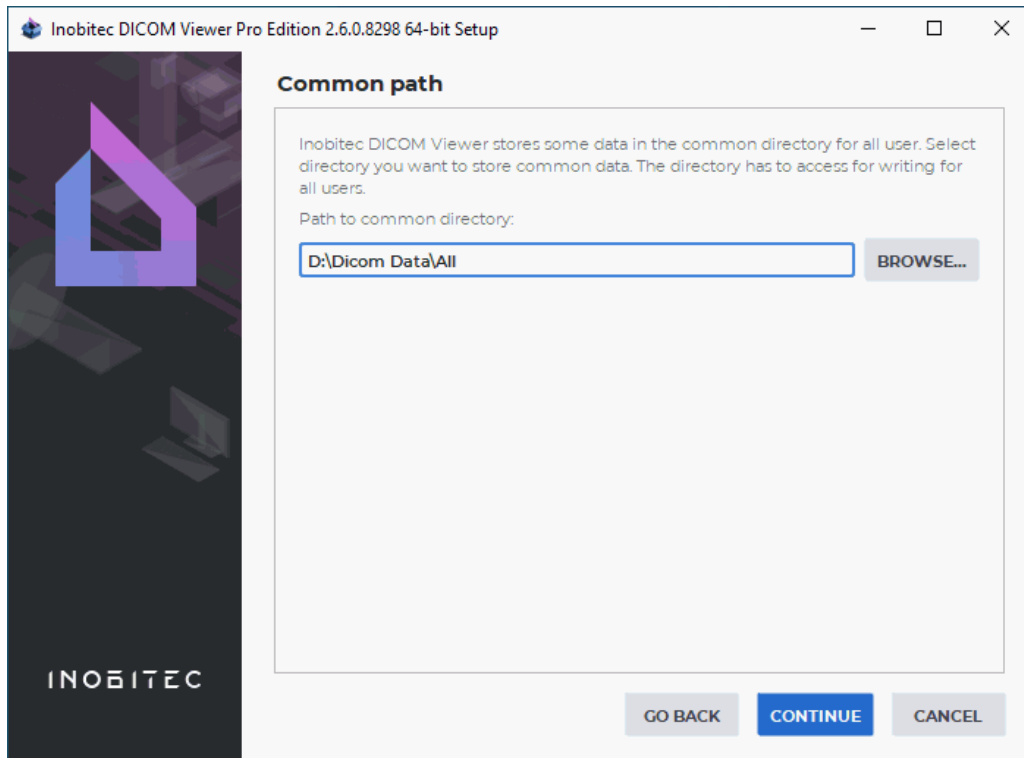 Inobitec DICOM Viewer Pro Edition 2.6.0.8298 64-bit Setup
Common path
Inobitec DICOM Viewer stores some data in the common directory for all user. Select
directory you want to store common data. The directory has to access for writing for
all users.
Path to common directory:
D:\Dicom Data\All
BROWSE...
INOBITEC
GO BACK
CONTINUE
CANCEL